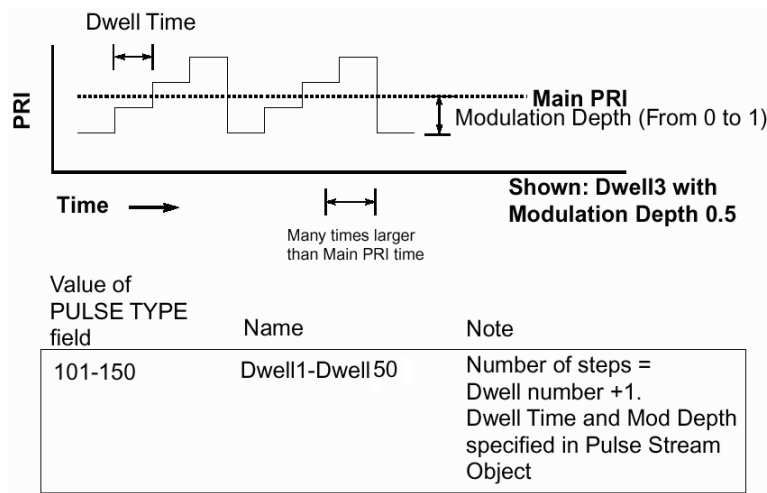 Dwell Time
PRI
Main PRI
Modulation Depth (From 0 to 1)
Time
Shown: Dwell3 with
Modulation Depth 0.5
Many times larger
than Main PRI time
Value of
PULSE TYPE
field
Name
Note
101-150
Dwell1-Dwell50
Number of steps =
Dwell number +1.
Dwell Time and Mod Depth
specified in Pulse Stream
Object